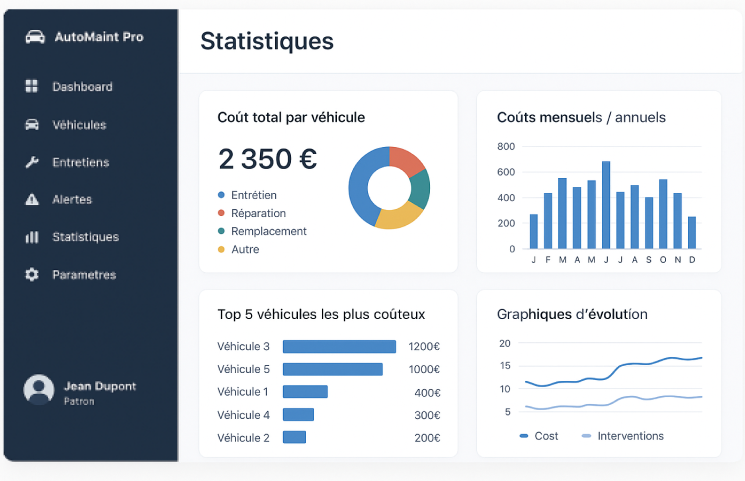 AutoMaint Pro
Dashboard
Véhicules
Entretiens
Alertes
Statistiques
Parametres
Jean Dupont
Patron
Statistiques
Coút total par véhicule
2 350 €
Entrétien
Réparation
Remplacement
Autre
Coúts mensuels / annuels
800
600
400
200
0
J F M A M J J A S O N D
Top 5 véhicules les plus coúteux
Véhicule 3 1200€
Véhicule 5 1000€
Véhicule 1 400€
Véhicule 4 300€
Véhicule 2 200€
Graphiques d'évolutíon
20
15
10
5
Cost Interventions